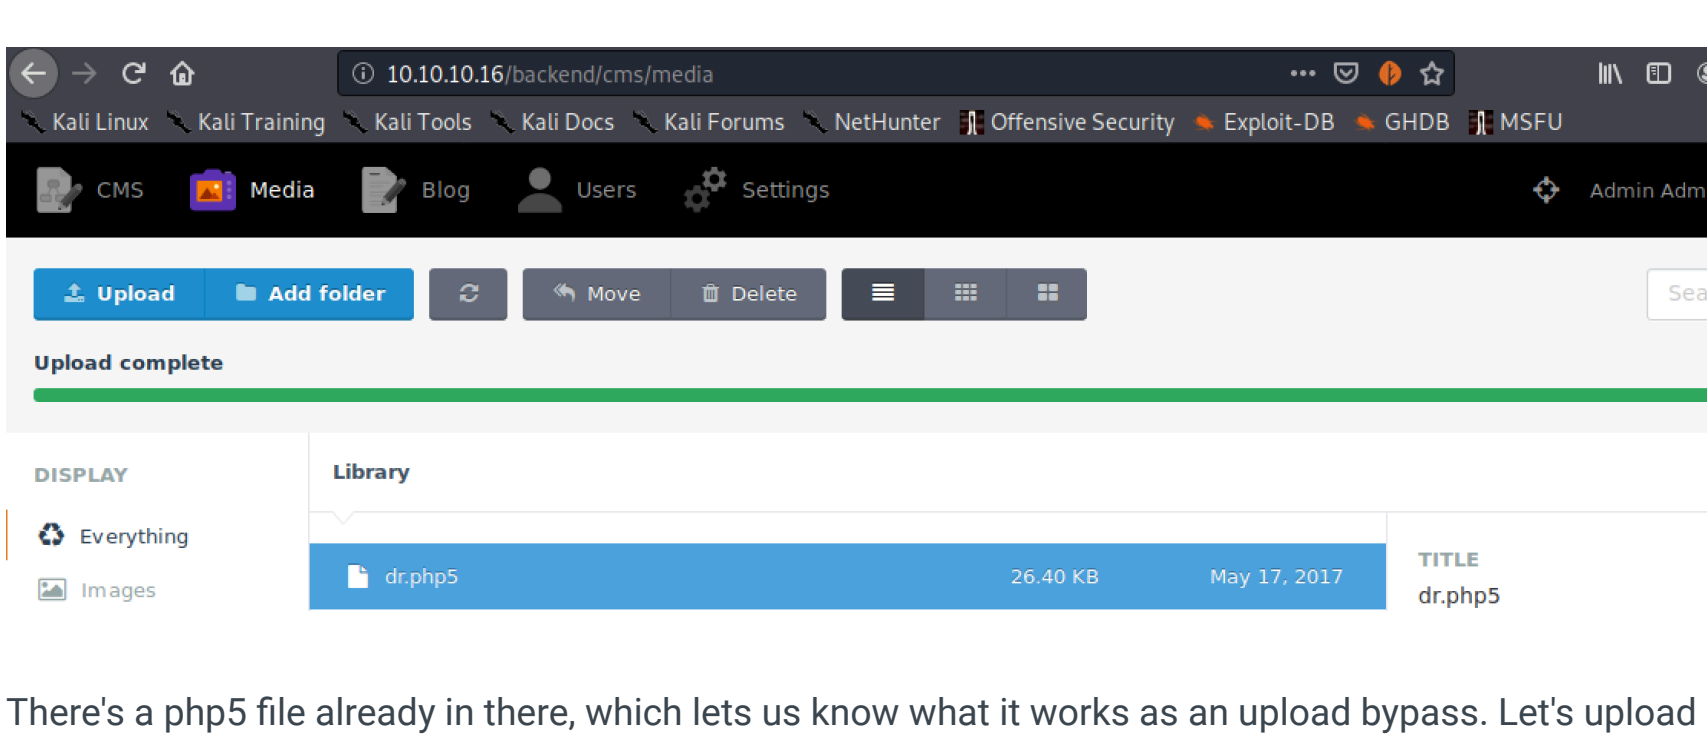 10.10.10.16/backend/cms/media
Kali Linux Kali Training Kali Tools Kali Docs Kali Forums NetHunter Offensive Security Exploit-DB GHDB MSFU
CMS Media Blog Users Settings Admin Adm
Upload Add folder Move Delete Sea
Upload complete
DISPLAY Library
Everything
dr.php5 26.40 KB May 17, 2017 TITLE
Images dr.php5
There's a php5 file already in there, which lets us know what it works as an upload bypass. Let's upload